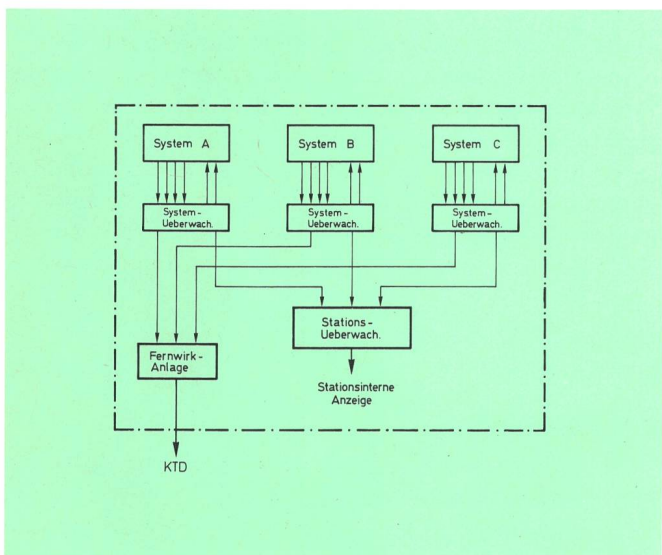 System A
System B
System C
System-
Ueberwach.
System-
Ueberwach.
System-
Ueberwach.
Stations-
Ueberwach.
Fernwirk-
Anlage
Stationsinterne
Anzeige
KTD